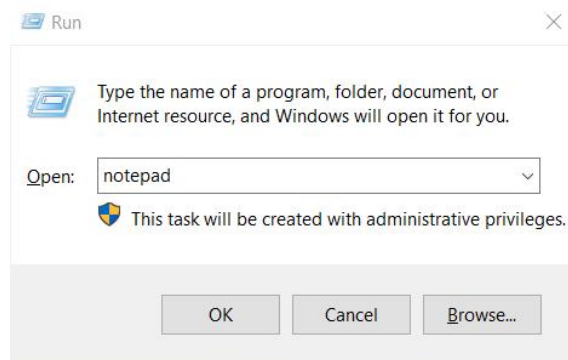 Run
Type the name of a program, folder, document, or
Internet resource, and Windows will open it for you.
Open: notepad
This task will be created with administrative privileges.
OK Cancel Browse...